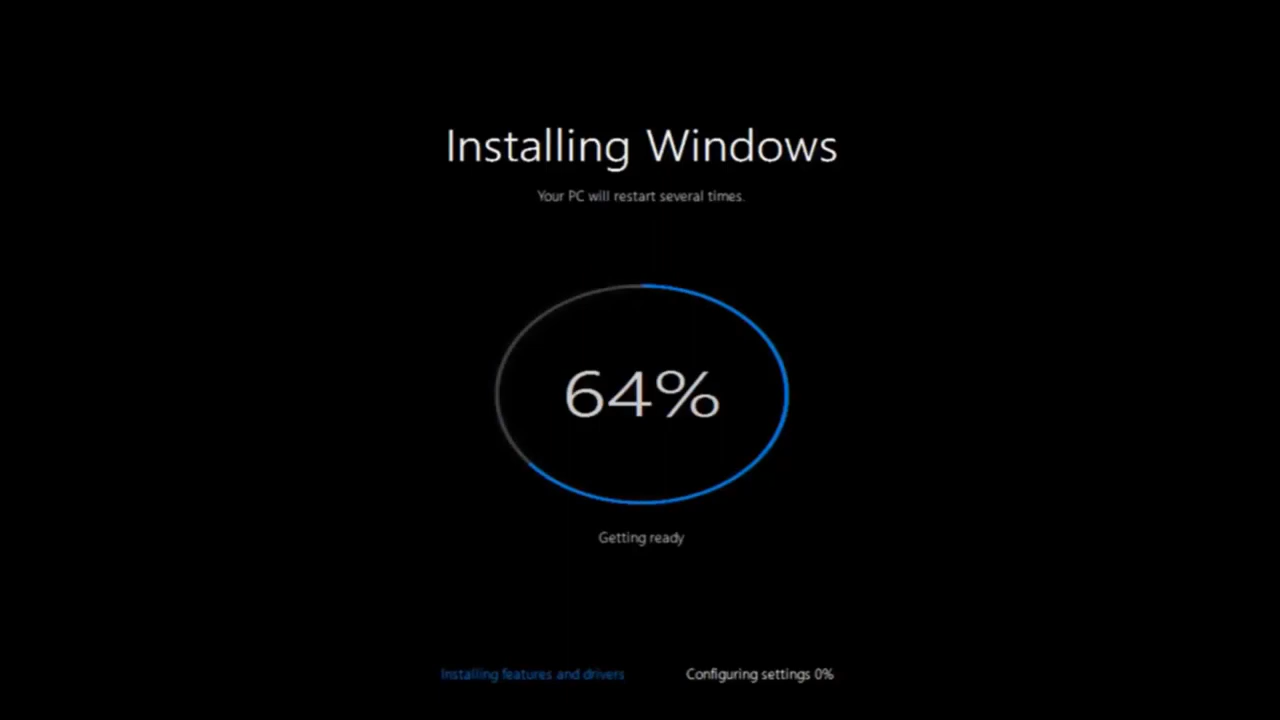 Installing Windows
Your PC will restart several times.
64%
Getting ready
Installing features and drivers Configuring settings 0%